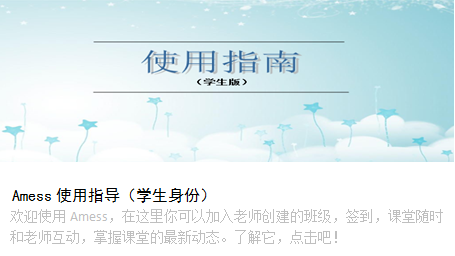 使用指南
（学生版）
Amess 使用指导（学生身份）
欢迎使用 Amess，在这里你可以加入老师创建的班级，签到，课堂随时
和老师互动，掌握课堂的最新动态。了解它，点击吧！